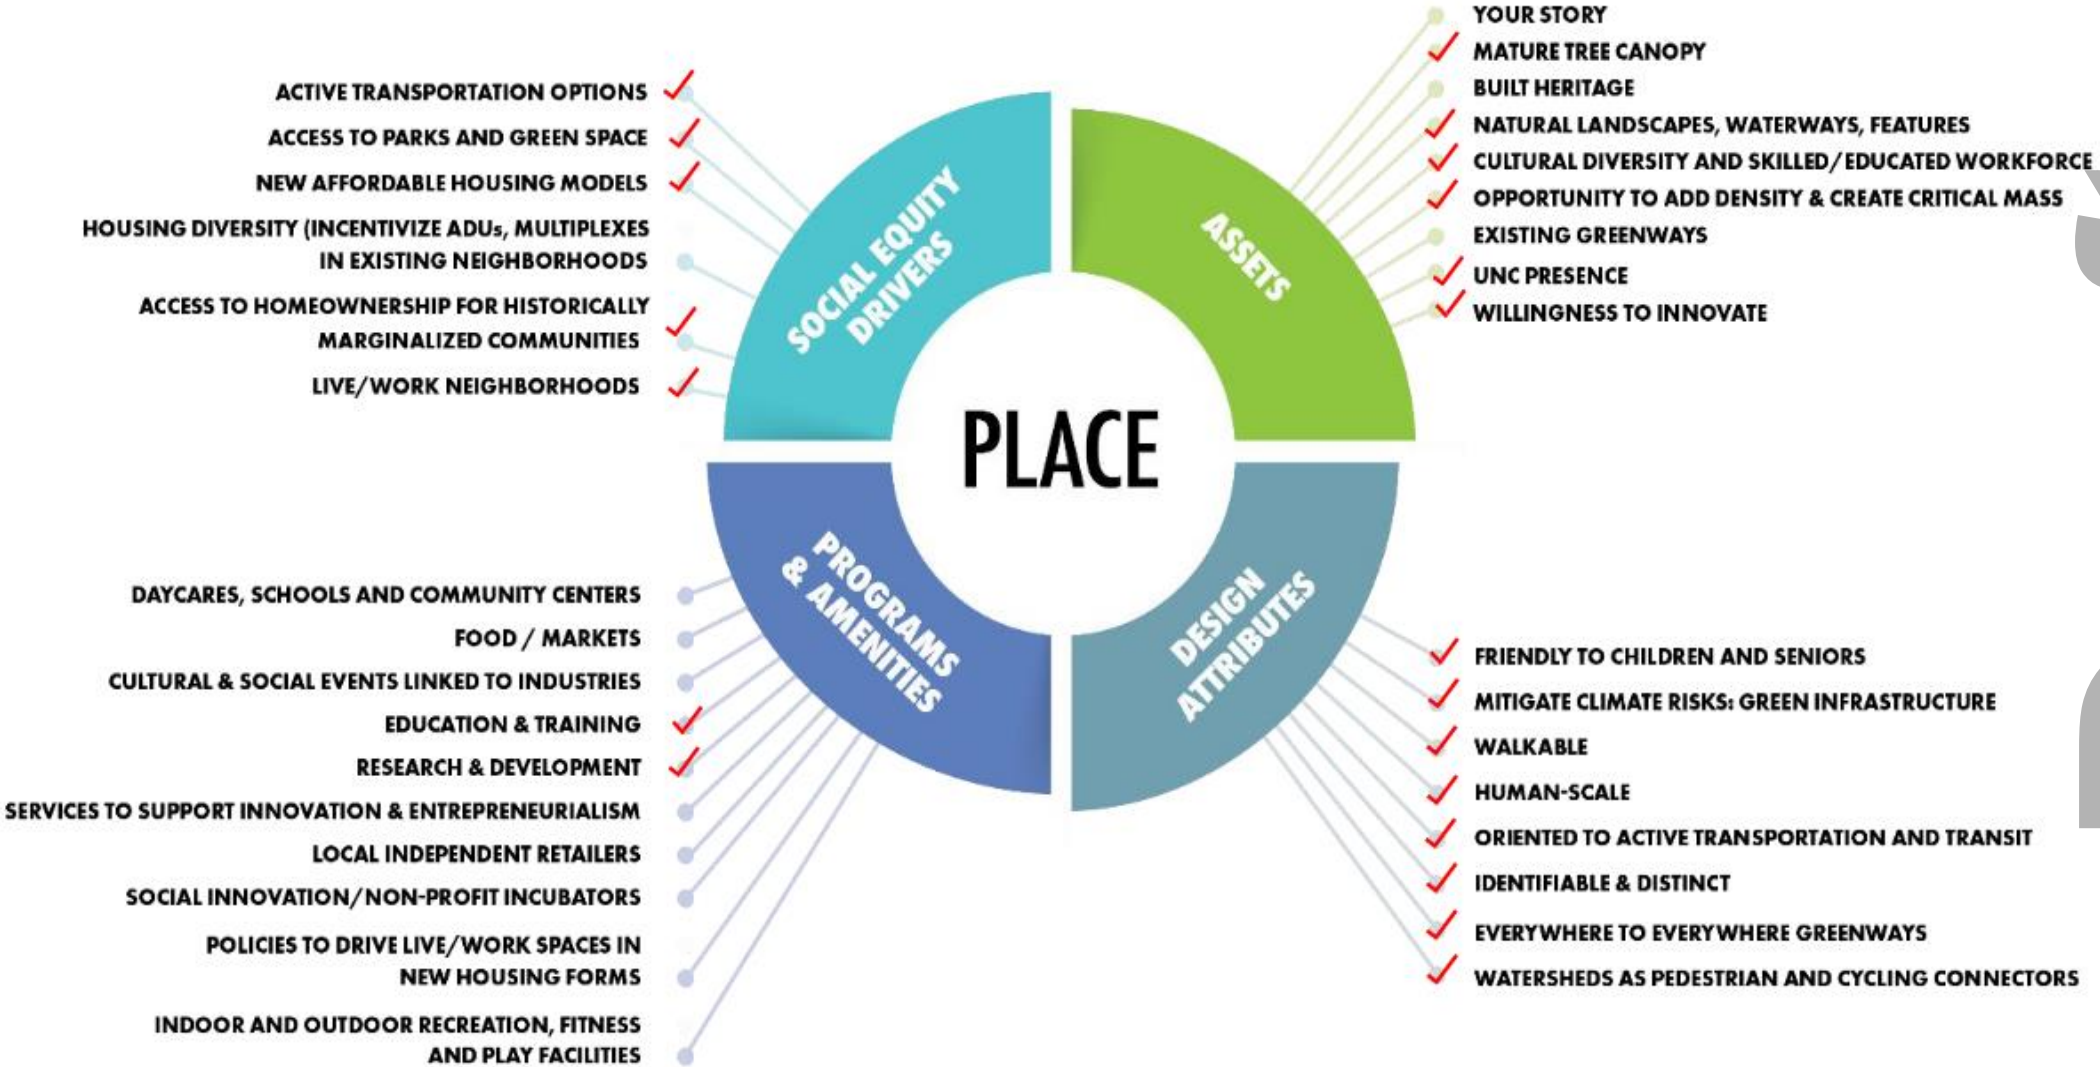 ACTIVE TRANSPORTATION OPTIONS
ACCESS TO PARKS AND GREEN SPACE
NEW AFFORDABLE HOUSING MODELS
HOUSING DIVERSITY (INCENTIVIZE ADUs, MULTIPLEXES
IN EXISTING NEIGHBORHOODS
ACCESS TO HOMEOWNERSHIP FOR HISTORICALLY
MARGINALIZED COMMUNITIES
LIVE/WORK NEIGHBORHOODS
SOCIAL EQUITY
DRIVERS
YOUR STORY
MATURE TREE CANOPY
BUILT HERITAGE
NATURAL LANDSCAPES, WATERWAYS, FEATURES
CULTURAL DIVERSITY AND SKILLED/EDUCATED WORKFORCE
OPPORTUNITY TO ADD DENSITY & CREATE CRITICAL MASS
EXISTING GREENWAYS
UNC PRESENCE
WILLINGNESS TO INNOVATE
ASSETS
PLACE
DAYCARES, SCHOOLS AND COMMUNITY CENTERS
FOOD / MARKETS
CULTURAL & SOCIAL EVENTS LINKED TO INDUSTRIES
EDUCATION & TRAINING
RESEARCH & DEVELOPMENT
SERVICES TO SUPPORT INNOVATION & ENTREPRENEURIALISM
LOCAL INDEPENDENT RETAILERS
SOCIAL INNOVATION/NON-PROFIT INCUBATORS
POLICIES TO DRIVE LIVE/WORK SPACES IN
NEW HOUSING FORMS
INDOOR AND OUTDOOR RECREATION, FITNESS
AND PLAY FACILITIES
PROGRAMS
& AMENITIES
DESIGN
ATTRIBUTES
FRIENDLY TO CHILDREN AND SENIORS
MITIGATE CLIMATE RISKS: GREEN INFRASTRUCTURE
WALKABLE
HUMAN-SCALE
ORIENTED TO ACTIVE TRANSPORTATION AND TRANSIT
IDENTIFIABLE & DISTINCT
EVERYWHERE TO EVERYWHERE GREENWAYS
WATERSHEDS AS PEDESTRIAN AND CYCLING CONNECTORS